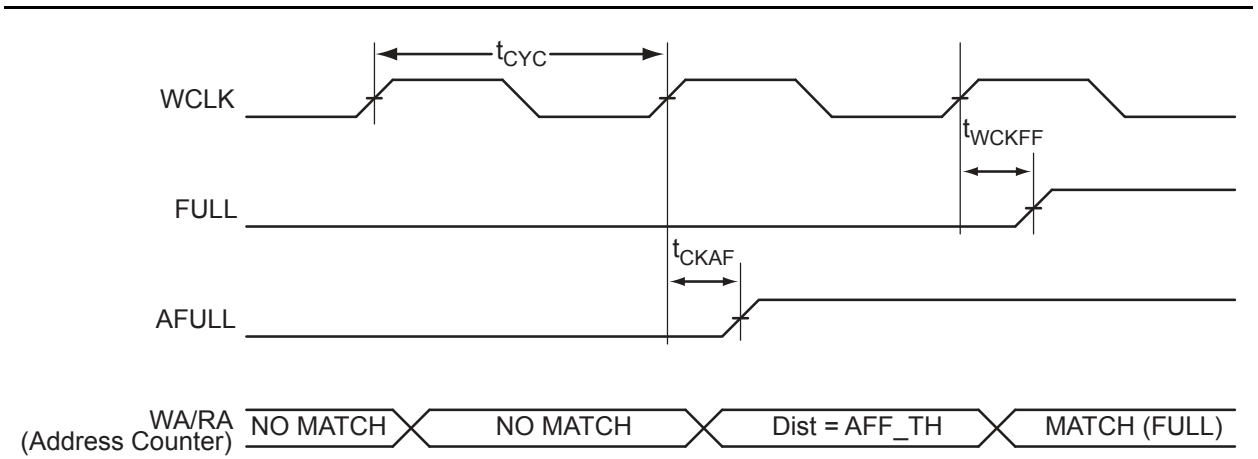 tCYC
WCLK
tWCKFF
FULL
tCKAF
AFULL
WA/RA
(Address Counter)
NO MATCH
NO MATCH
Dist = AFF_TH
MATCH (FULL)